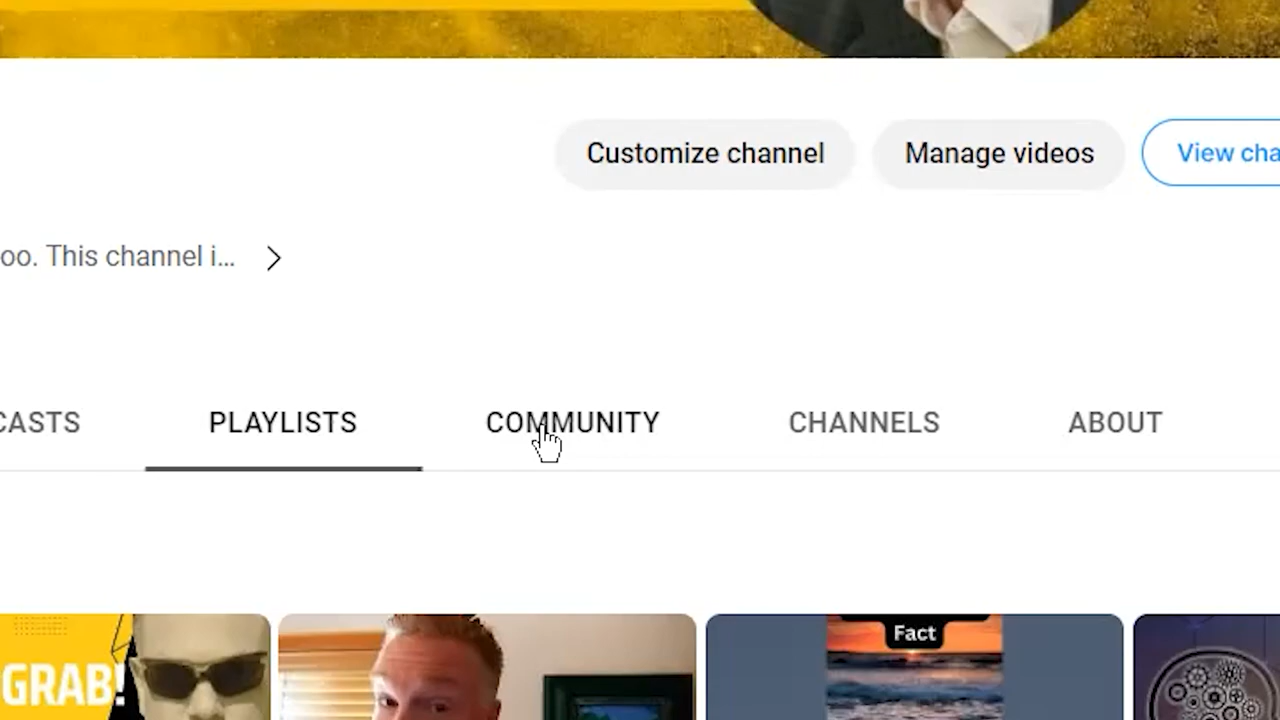 Customize channel
Manage videos
View cha
oo. This channel i...
CASTS
PLAYLISTS
COMMUNITY
CHANNELS
ABOUT
GRAB!
Fact